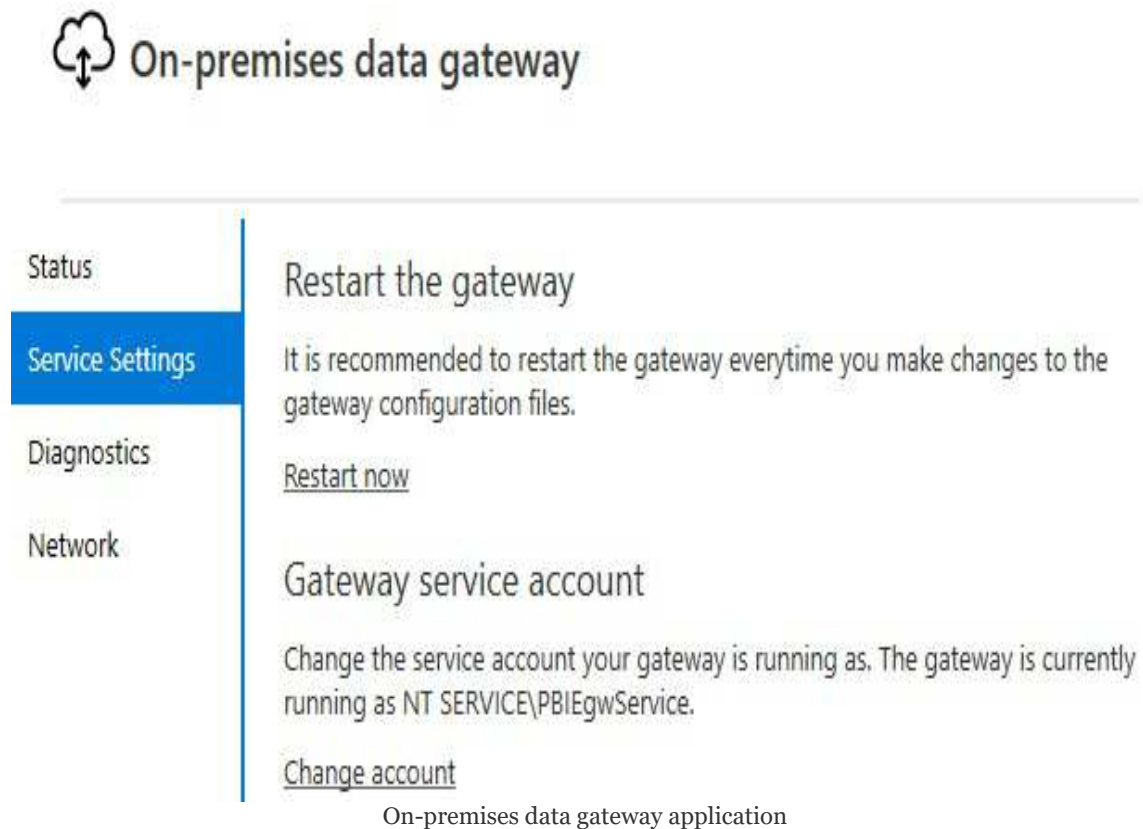 On-premises data gateway
Status
Service Settings
Diagnostics
Network
Restart the gateway
It is recommended to restart the gateway everytime you make changes to the
gateway configuration files.
Restart now
Gateway service account
Change the service account your gateway is running as. The gateway is currently
running as NT SERVICE\PBIEgwService.
Change account
On-premises data gateway application